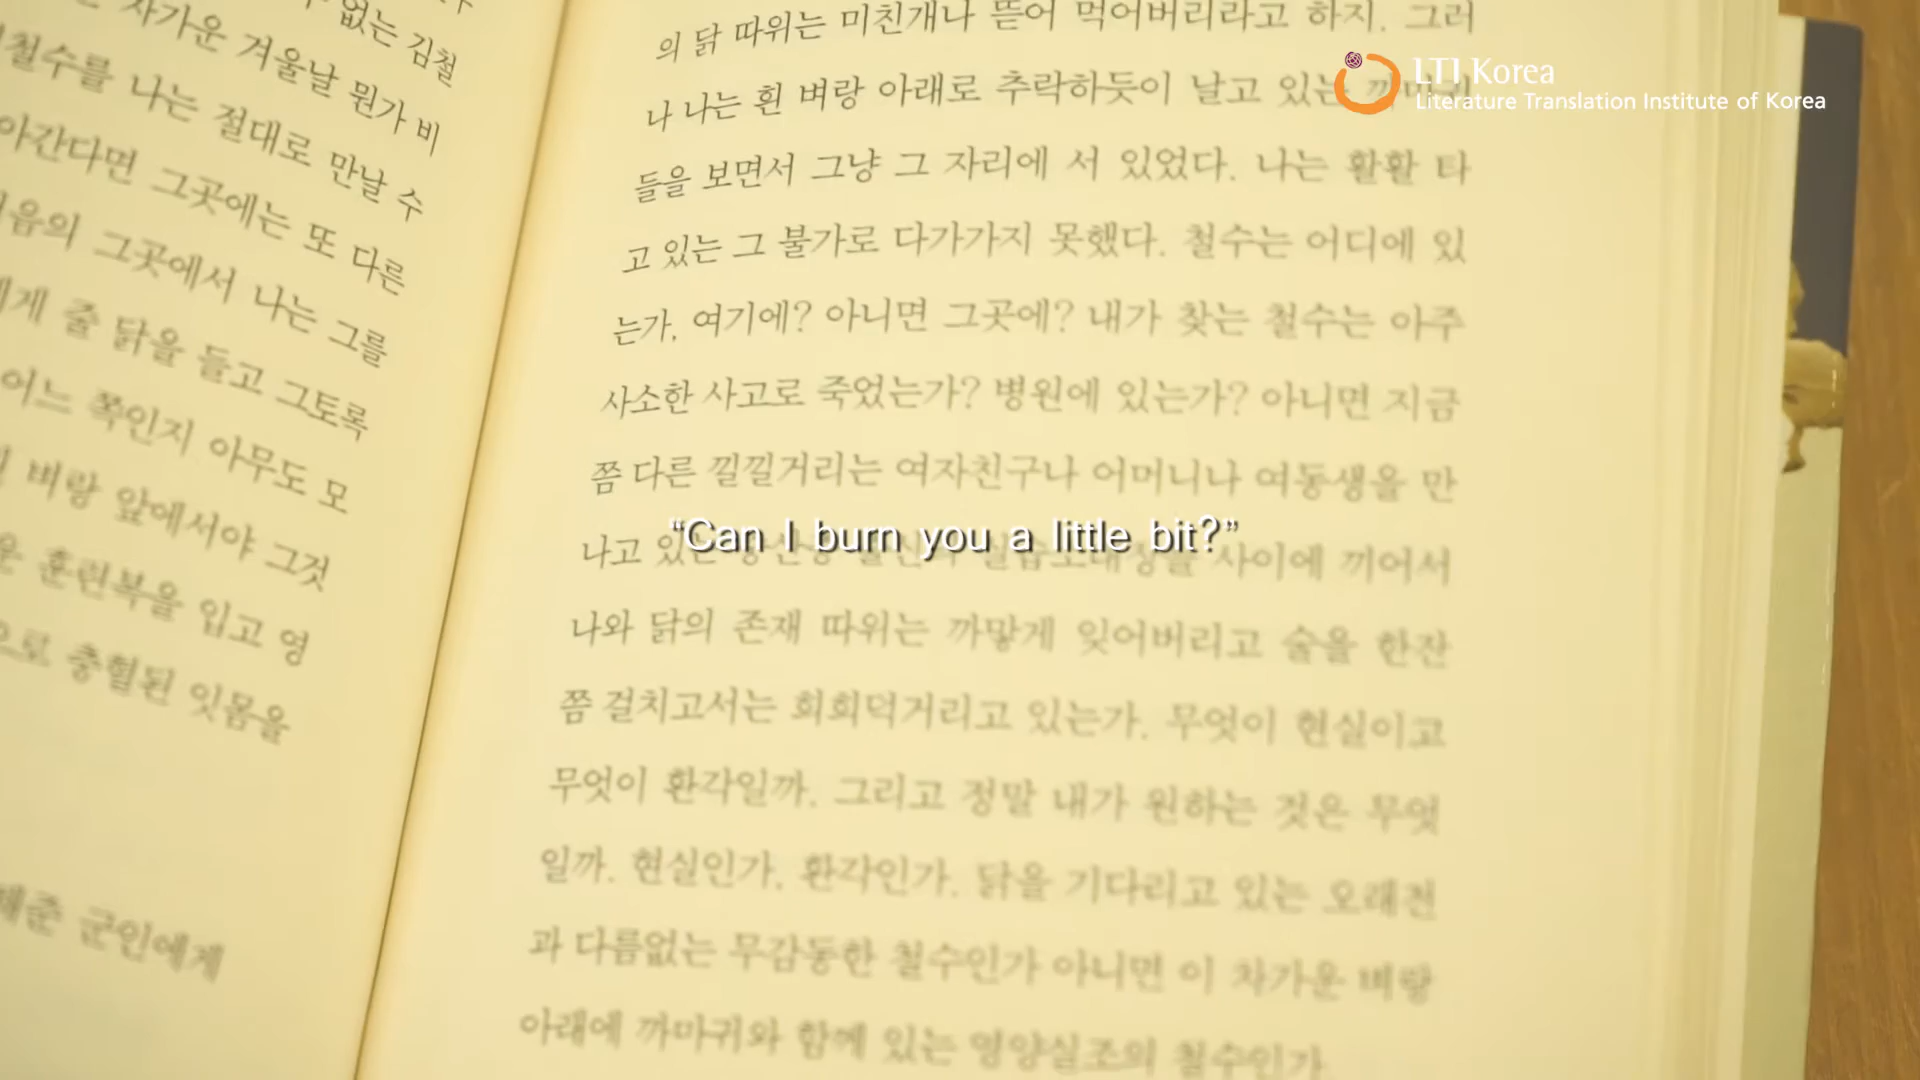 없는 김철
차가운 겨울날 뭔가 비
철수를 나는 절대로 만날 수
아간다면 그곳에는 또 다른
그곳에서 나는 그를
에게 줄 닭을 들고 그토록
어느 쪽인지 아무도 모
벼랑 앞에서야 그것
훈련복을 입고 영
으로 충혈된 잇몸을
군인에게
의 닭 따위는 미친개나 뜯어 먹어버리라고 하지. 그러
나 나는 흰 벼랑 아래로 추락하듯이 날고 있는 까마귀
들을 보면서 그냥 그 자리에 서 있었다. 나는 활활 타
고 있는 그 불가로 다가가지 못했다. 철수는 어디에 있
는가, 여기에? 아니면 그곳에? 내가 찾는 철수는 아주
사소한 사고로 죽었는가? 병원에 있는가? 아니면 지금
쯤 다른 낄낄거리는 여자친구나 어머니나 여동생을 만
나고 사이에 끼어서
나와 닭의 존재 따위는 까맣게 잊어버리고 술을 한잔
쯤 걸치고서는 희희덕거리고 있는가. 무엇이 현실이고
무엇이 환각일까. 그리고 정말 내가 원하는 것은 무엇
일까. 현실인가, 환각인가. 닭을 기다리고 있는 오래전
과 다름없는 무감동한 철수인가 아니면 이 차가운 벼랑
아래에 까마귀와 함께 있는 영양실조의 철수인가
LTI Korea
Literature Translation Institute of Korea
“Can I burn you a little bit?”